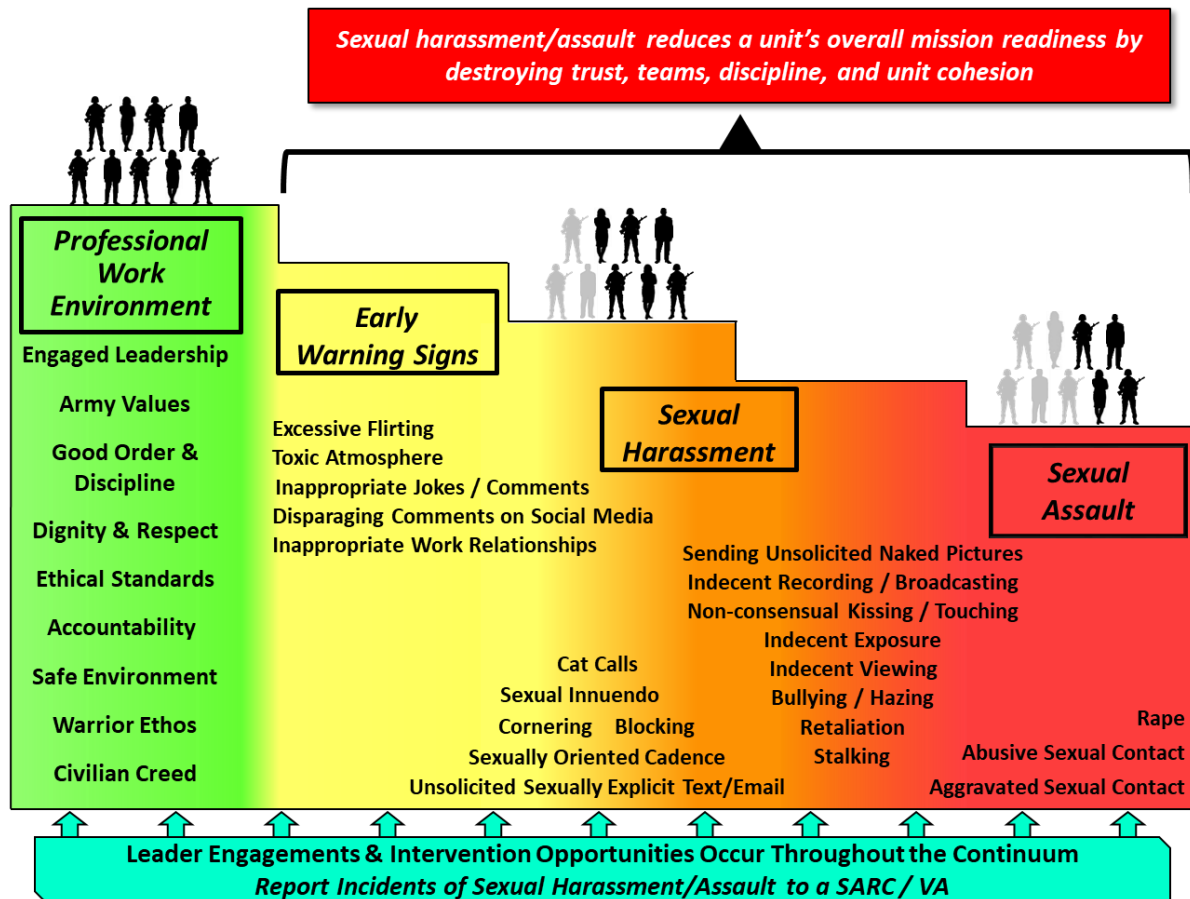 Sexual harassment/assault reduces a unit's overall mission readiness by
destroying trust, teams, discipline, and unit cohesion
Professional
Work
Environment
Engaged Leadership
Army Values
Good Order &
Discipline
Dignity & Respect
Ethical Standards
Accountability
Safe Environment
Warrior Ethos
Civilian Creed
Early
Warning Signs
Excessive Flirting
Toxic Atmosphere
Inappropriate Jokes / Comments
Disparaging Comments on Social Media
Inappropriate Work Relationships
Sexual
Harassment
Cat Calls
Sexual Innuendo
Cornering Blocking
Sexually Oriented Cadence
Unsolicited Sexually Explicit Text/Email
Sending Unsolicited Naked Pictures
Indecent Recording / Broadcasting
Non-consensual Kissing / Touching
Indecent Exposure
Indecent Viewing
Bullying / Hazing
Retaliation
Stalking
Sexual
Assault
Rape
Abusive Sexual Contact
Aggravated Sexual Contact
Leader Engagements & Intervention Opportunities Occur Throughout the Continuum
Report Incidents of Sexual Harassment/Assault to a SARC / VA